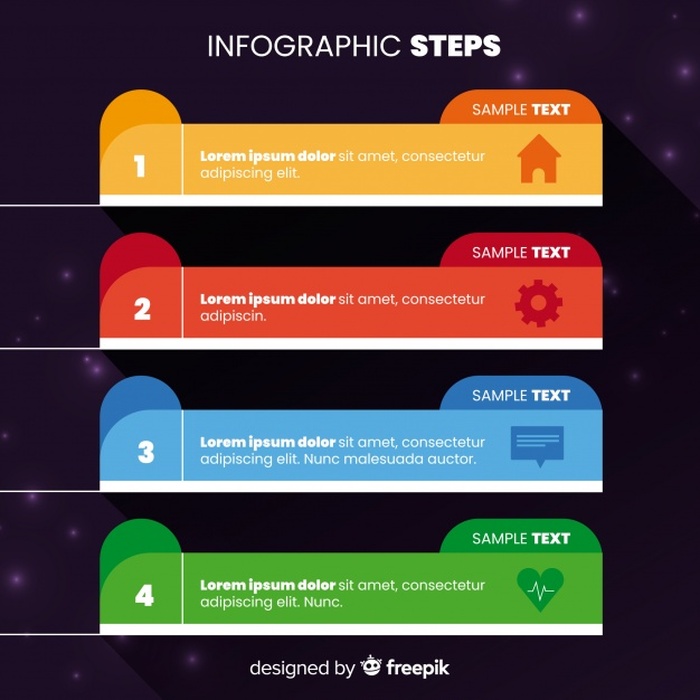 INFOGRAPHIC STEPS
SAMPLE TEXT
1
Lorem ipsum dolor sit amet, consectetur
adipiscing elit.
SAMPLE TEXT
2
Lorem ipsum dolor sit amet, consectetur
adipiscin.
SAMPLE TEXT
3
Lorem ipsum dolor sit amet, consectetur
adipiscing elit. Nunc malesuada auctor.
SAMPLE TEXT
4
Lorem ipsum dolor sit amet, consectetur
adipiscing elit. Nunc.
designed by freepik